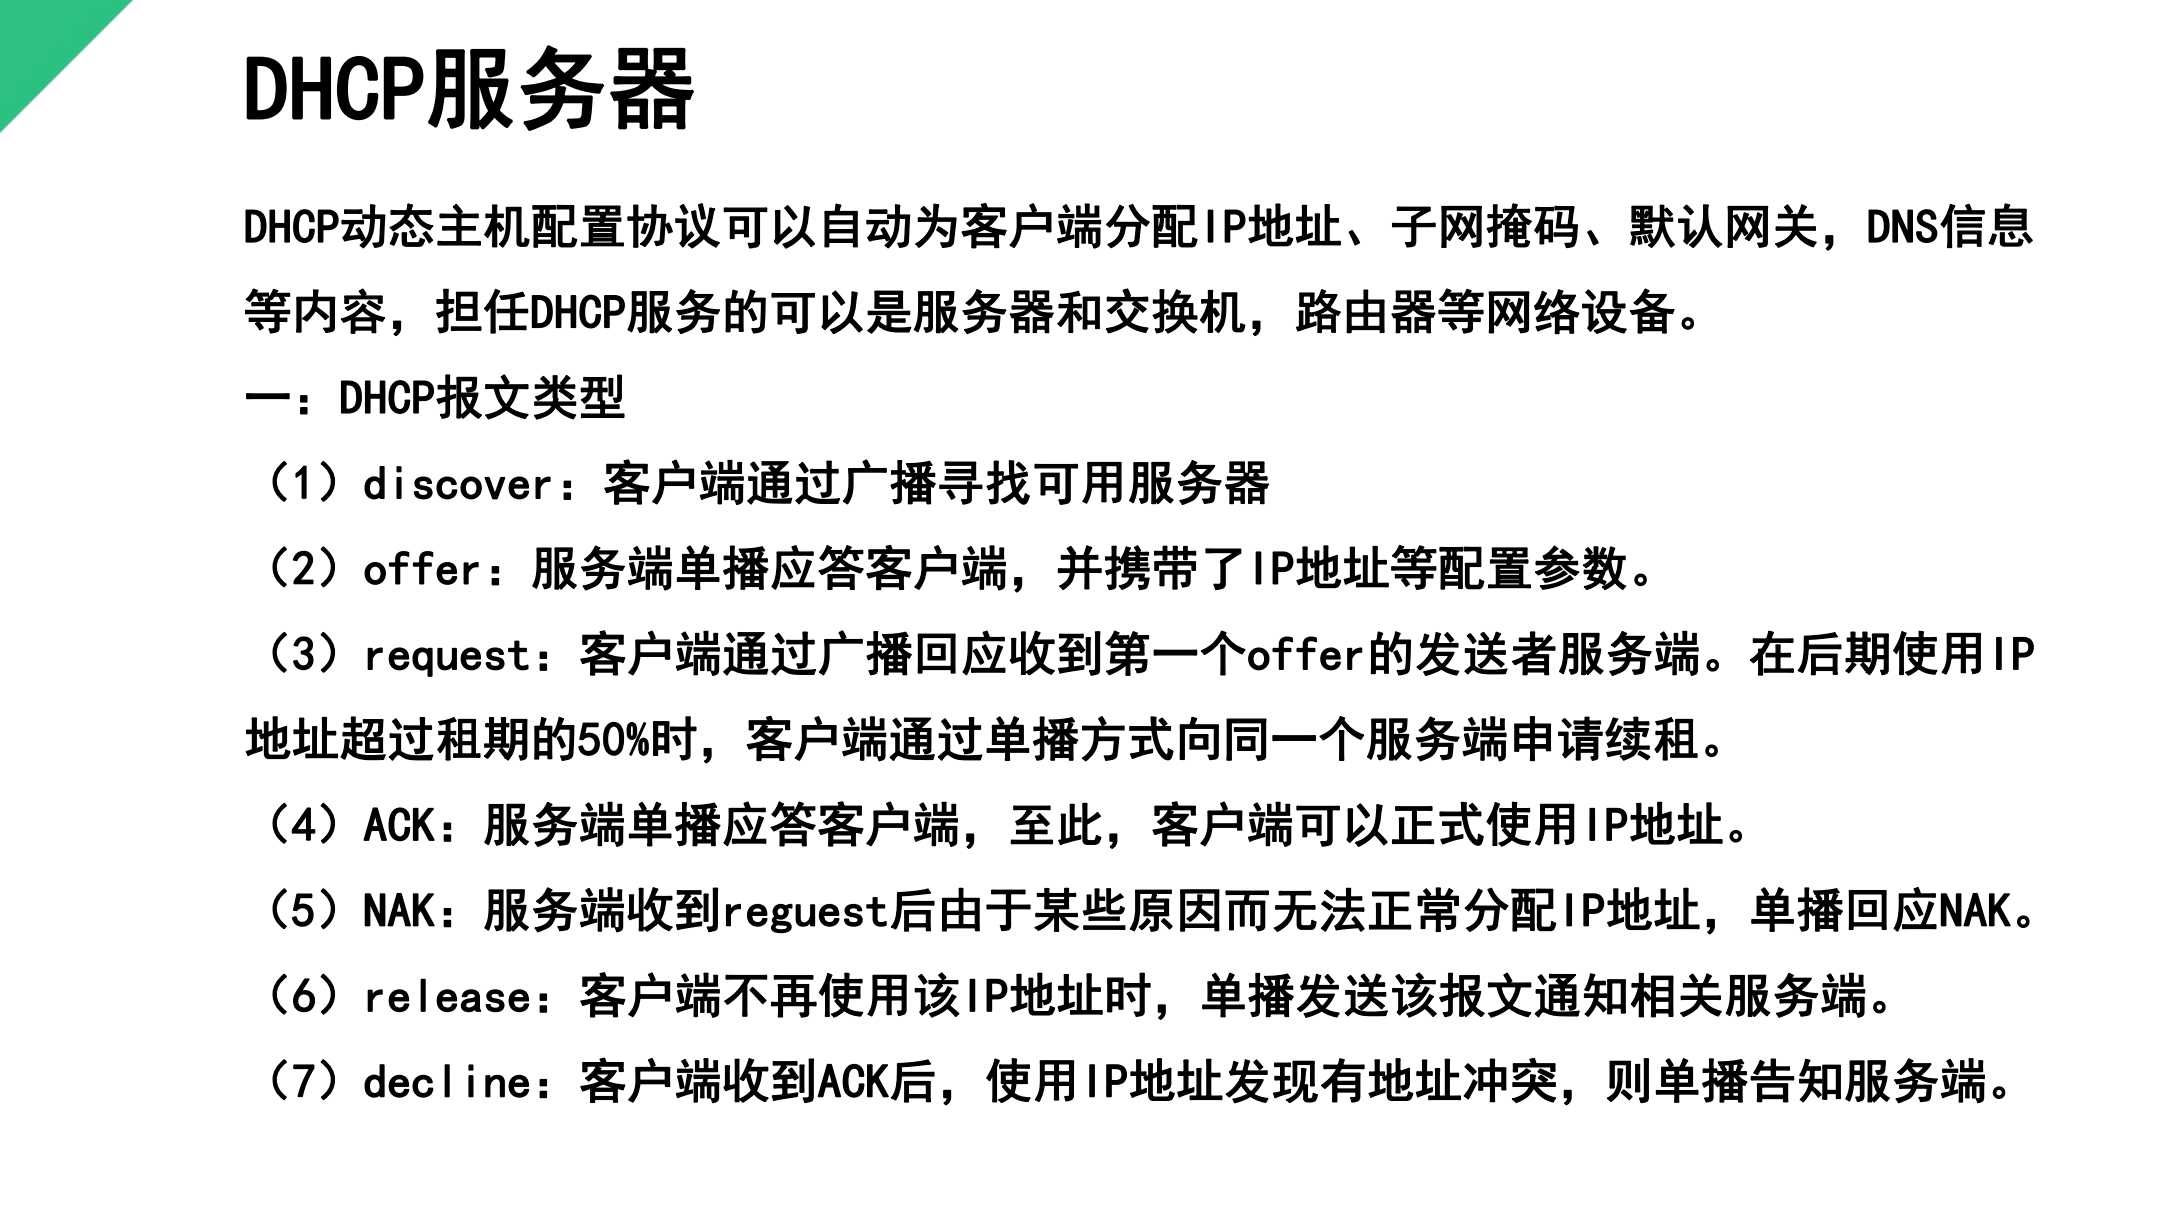 DHCP服务器
DHCP动态主机配置协议可以自动为客户端分配IP地址、子网掩码、默认网关，DNS信息
等内容，担任DHCP服务的可以是服务器和交换机，路由器等网络设备。
一：DHCP报文类型
（1）discover：客户端通过广播寻找可用服务器
（2）offer：服务端单播应答客户端，并携带了IP地址等配置参数。
（3）request：客户端通过广播回应收到第一个offer的发送者服务端。在后期使用IP
地址超过租期的50%时，客户端通过单播方式向同一个服务端申请续租。
（4）ACK：服务端单播应答客户端，至此，客户端可以正式使用IP地址。
（5）NAK：服务端收到reguest后由于某些原因而无法正常分配IP地址，单播回应NAK。
（6）release：客户端不再使用该IP地址时，单播发送该报文通知相关服务端。
（7）decline：客户端收到ACK后，使用IP地址发现有地址冲突，则单播告知服务端。